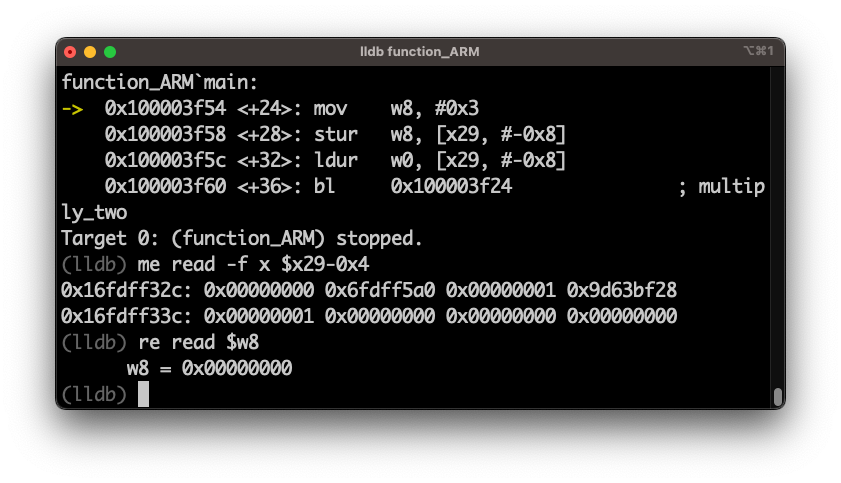 lldb function_ARM
⌥⌘1
function_ARM`main:
->  0x100003f54 <+24>: mov    w8, #0x3
    0x100003f58 <+28>: stur   w8, [x29, #-0x8]
    0x100003f5c <+32>: ldur   w0, [x29, #-0x8]
    0x100003f60 <+36>: bl     0x100003f24               ; multip
ly_two
Target 0: (function_ARM) stopped.
(lldb) me read -f x $x29-0x4
0x16fdff32c: 0x00000000 0x6fdff5a0 0x00000001 0x9d63bf28
0x16fdff33c: 0x00000001 0x00000000 0x00000000 0x00000000
(lldb) re read $w8
      w8 = 0x00000000
(lldb)